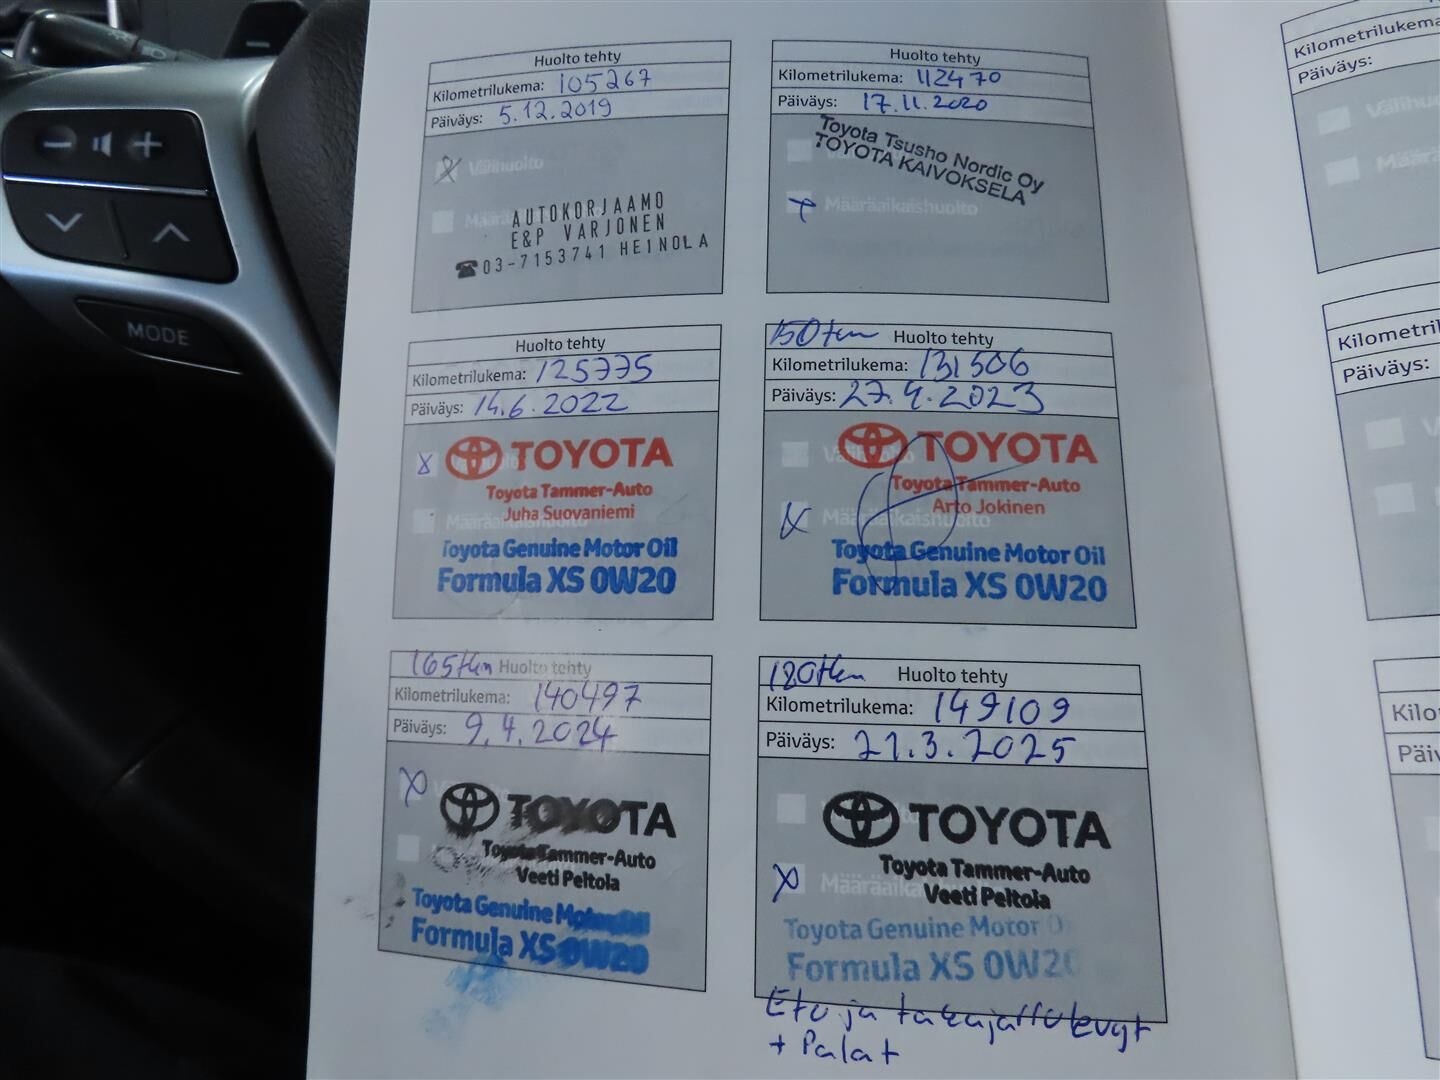 MODE
Huolto tehty
Kilometrilukema: 105267
Päiväys: 5.12.2019
Välihuolto
AUTOKORJAAMO
E&P VARJONEN
☎03-7153741 HEINOLA
Huolto tehty
Kilometrilukema: 112470
Päiväys: 17.11.2020
Toyota Tsusho Nordic Oy
TOYOTA KAIVOKSELA
Määräaikaishuolto
Huolto tehty
Kilometrilukema: 125775
Päiväys: 14.6.2022
TOYOTA
Toyota Tammer-Auto
Juha Suovaniemi
Toyota Genuine Motor Oil
Formula XS 0W20
150tkm Huolto tehty
Kilometrilukema: 131506
Päiväys: 27.4.2023
TOYOTA
Toyota Tammer-Auto
Arto Jokinen
Määräaikaishuolto
Toyota Genuine Motor Oil
Formula XS 0W20
165tkm Huolto tehty
Kilometrilukema: 140497
Päiväys: 9.4.2024
TOYOTA
Toyota Tammer-Auto
Veeti Peltola
Toyota Genuine Motor Oil
Formula XS 0W20
180tkm Huolto tehty
Kilometrilukema: 149109
Päiväys: 21.3.2025
TOYOTA
Toyota Tammer-Auto
Veeti Peltola
Määräaikaishuolto
Toyota Genuine Motor O
Formula XS 0W20
Etu ja takajarrulevyt
+ Palat
Kilometrilukema
Päiväys:
Päiväys: